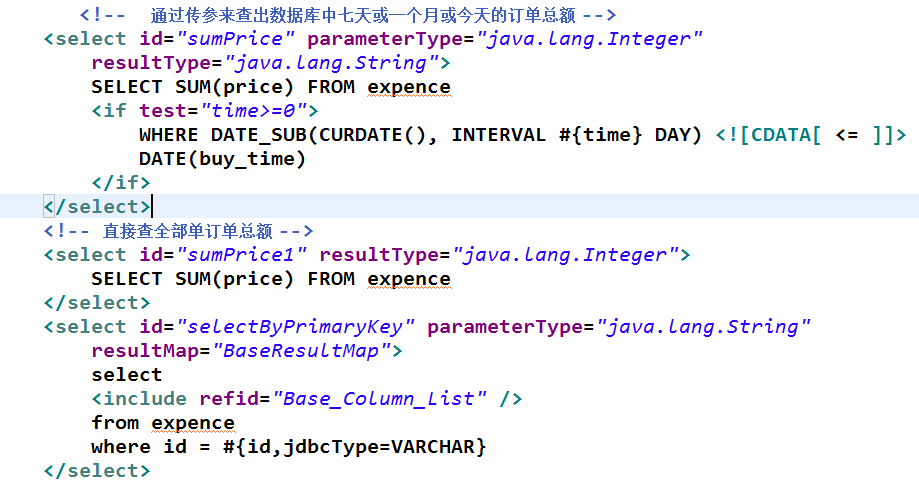 <!--  通过传参来查出数据库中七天或一个月或今天的订单总额 -->
<select id="sumPrice" parameterType="java.lang.Integer"
resultType="java.lang.String">
SELECT SUM(price) FROM expence
<if test="time>=0">
WHERE DATE_SUB(CURDATE(), INTERVAL #{time} DAY) <![CDATA[ <= ]]>
DATE(buy_time)
</if>
</select>
<!-- 直接查全部单订单总额 -->
<select id="sumPrice1" resultType="java.lang.Integer">
SELECT SUM(price) FROM expence
</select>
<select id="selectByPrimaryKey" parameterType="java.lang.String"
resultMap="BaseResultMap">
select
<include refid="Base_Column_List" />
from expence
where id = #{id,jdbcType=VARCHAR}
</select>